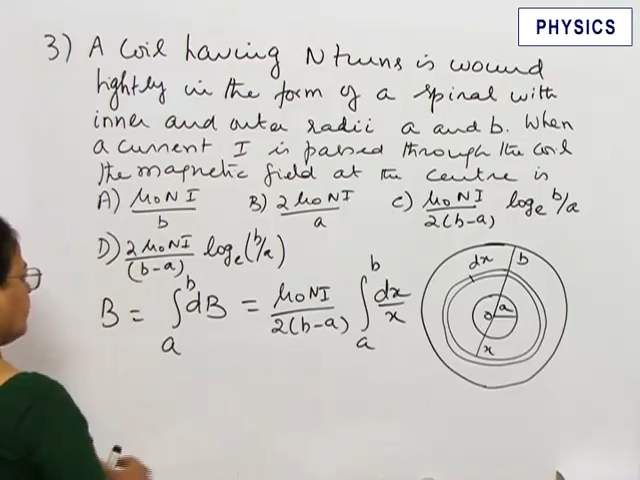 PHYSICS
3) A Coil having N turns is wound
tightly in the form of a spiral with
inner and outer radii a and b. When
a current I is passed through the coil
the magnetic field at the centre is
A) μ₀NI/b B) 2μ₀NI/a C) μ₀NI/2(b-a) logₑ b/a
D) 2μ₀NI/(b-a) logₑ(b/a)
B = ∫ₐᵇ dB = μ₀NI/2(b-a) ∫ₐᵇ dx/x
dx b
o a
x